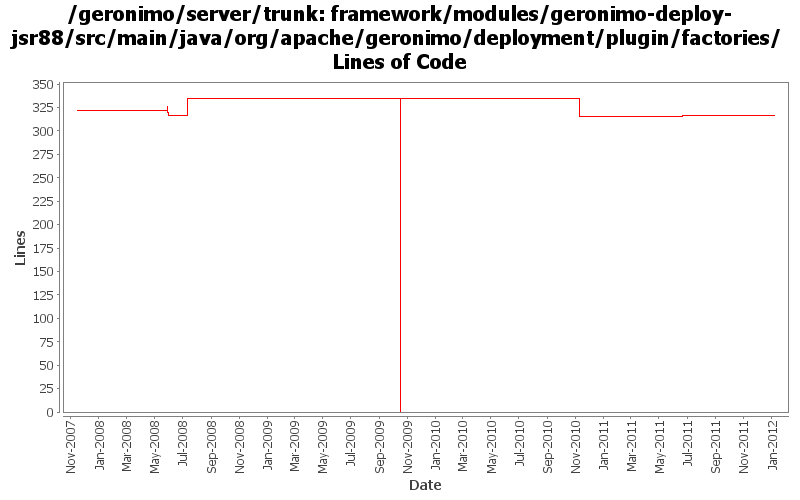 /geronimo/server/trunk: framework/modules/geronimo-deploy-
jsr88/src/main/java/org/apache/geronimo/deployment/plugin/factories/
Lines of Code
350
325
300
275
250
225
200
175
150
125
100
75
50
25
0
Lines
Nov-2007
Jan-2008
Mar-2008
May-2008
Jul-2008
Sep-2008
Nov-2008
Jan-2009
Mar-2009
May-2009
Jul-2009
Sep-2009
Nov-2009
Jan-2010
Mar-2010
May-2010
Jul-2010
Sep-2010
Nov-2010
Jan-2011
Mar-2011
May-2011
Jul-2011
Sep-2011
Nov-2011
Jan-2012
Date